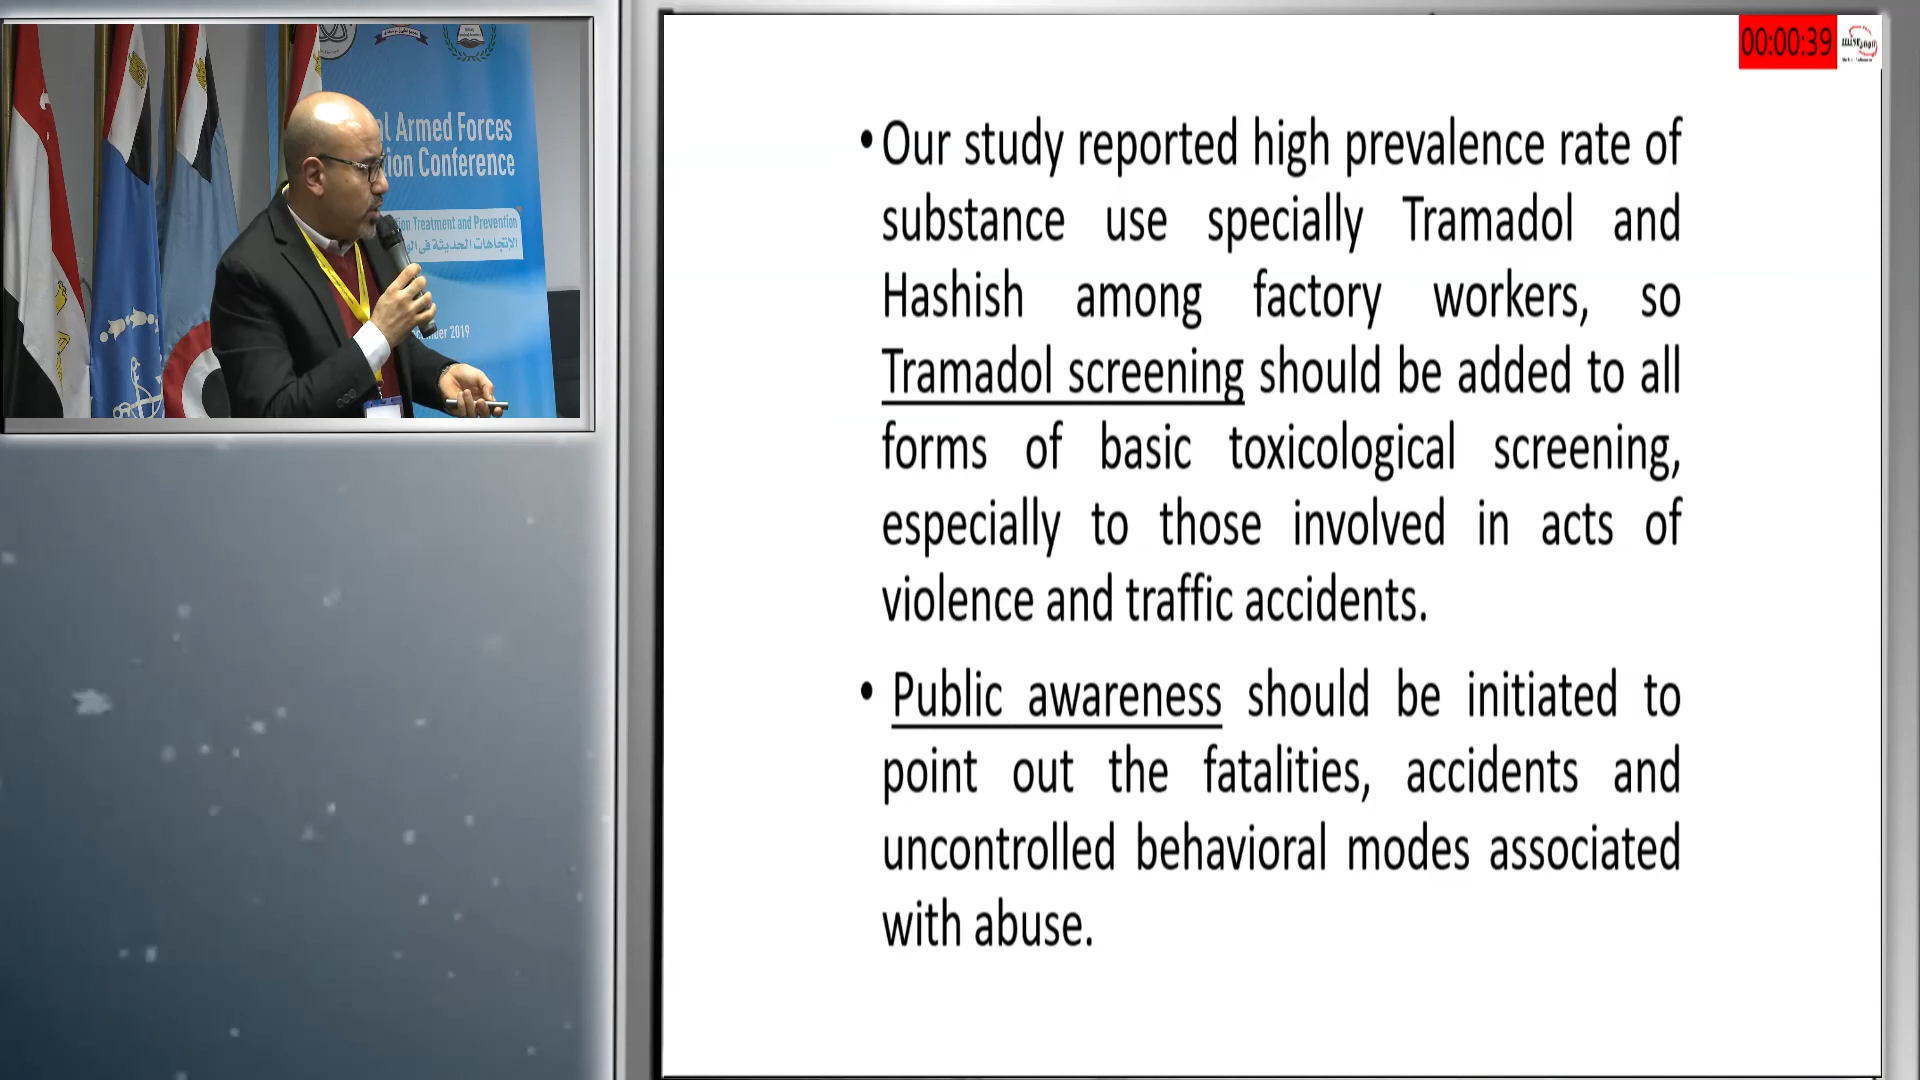 al Armed Forces
ion Conference
ion Treatment and Prevention
الإتجاهات الحديثة فى
2019
00:00:39
• Our study reported high prevalence rate of
substance use specially Tramadol and
Hashish among factory workers, so
Tramadol screening should be added to all
forms of basic toxicological screening,
especially to those involved in acts of
violence and traffic accidents.
• Public awareness should be initiated to
point out the fatalities, accidents and
uncontrolled behavioral modes associated
with abuse.